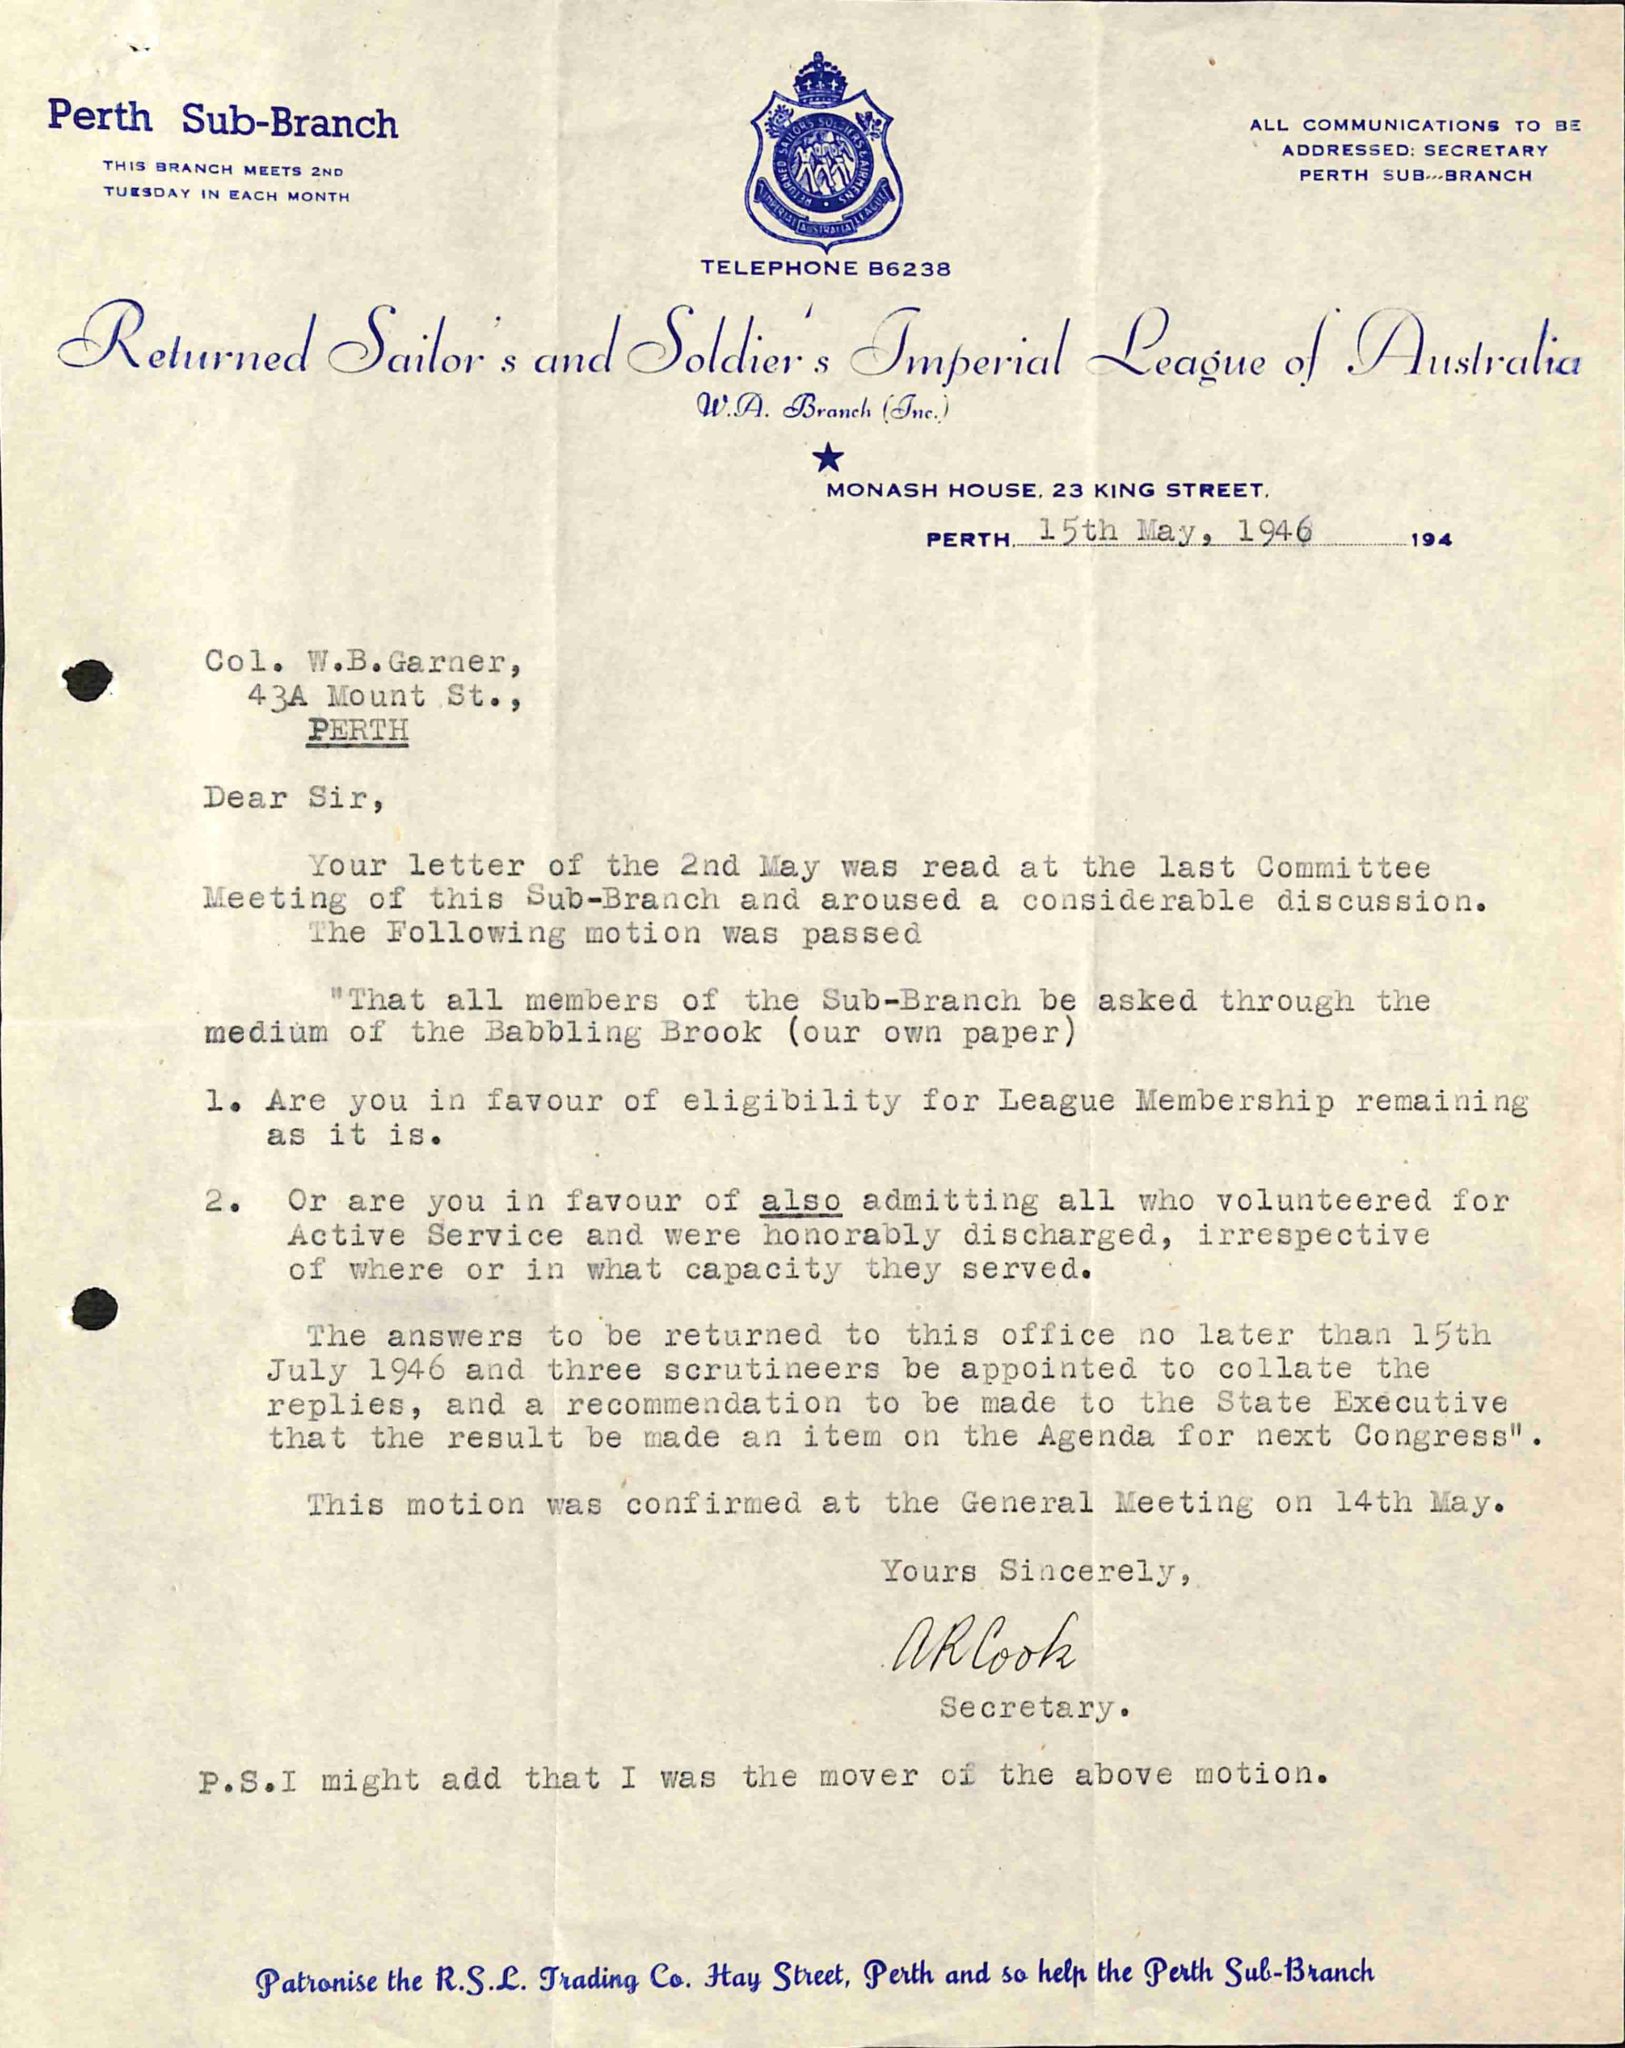 Perth Sub-Branch
THIS BRANCH MEETS 2ND
TUESDAY IN EACH MONTH
RETURNED SAILORS SOLDIERS & AIRMENS
IMPERIAL AUSTRALIA LEAGUE
TELEPHONE B6238
ALL COMMUNICATIONS TO BE
ADDRESSED: SECRETARY
PERTH SUB---BRANCH
Returned Sailor's and Soldier's Imperial League of Australia
W.A. Branch (Inc.)
MONASH HOUSE, 23 KING STREET,
PERTH, 15th May, 1946 194
Col. W.B.Garner,
43A Mount St.,
PERTH
Dear Sir,
Your letter of the 2nd May was read at the last Committee
Meeting of this Sub-Branch and aroused a considerable discussion.
The Following motion was passed
"That all members of the Sub-Branch be asked through the
medium of the Babbling Brook (our own paper)
1. Are you in favour of eligibility for League Membership remaining
as it is.
2. Or are you in favour of also admitting all who volunteered for
Active Service and were honorably discharged, irrespective
of where or in what capacity they served.
The answers to be returned to this office no later than 15th
July 1946 and three scrutineers be appointed to collate the
replies, and a recommendation to be made to the State Executive
that the result be made an item on the Agenda for next Congress".
This motion was confirmed at the General Meeting on 14th May.
Yours Sincerely,
ARCook
Secretary.
P.S.I might add that I was the mover of the above motion.
Patronise the R.S.L. Trading Co. Hay Street, Perth and so help the Perth Sub-Branch